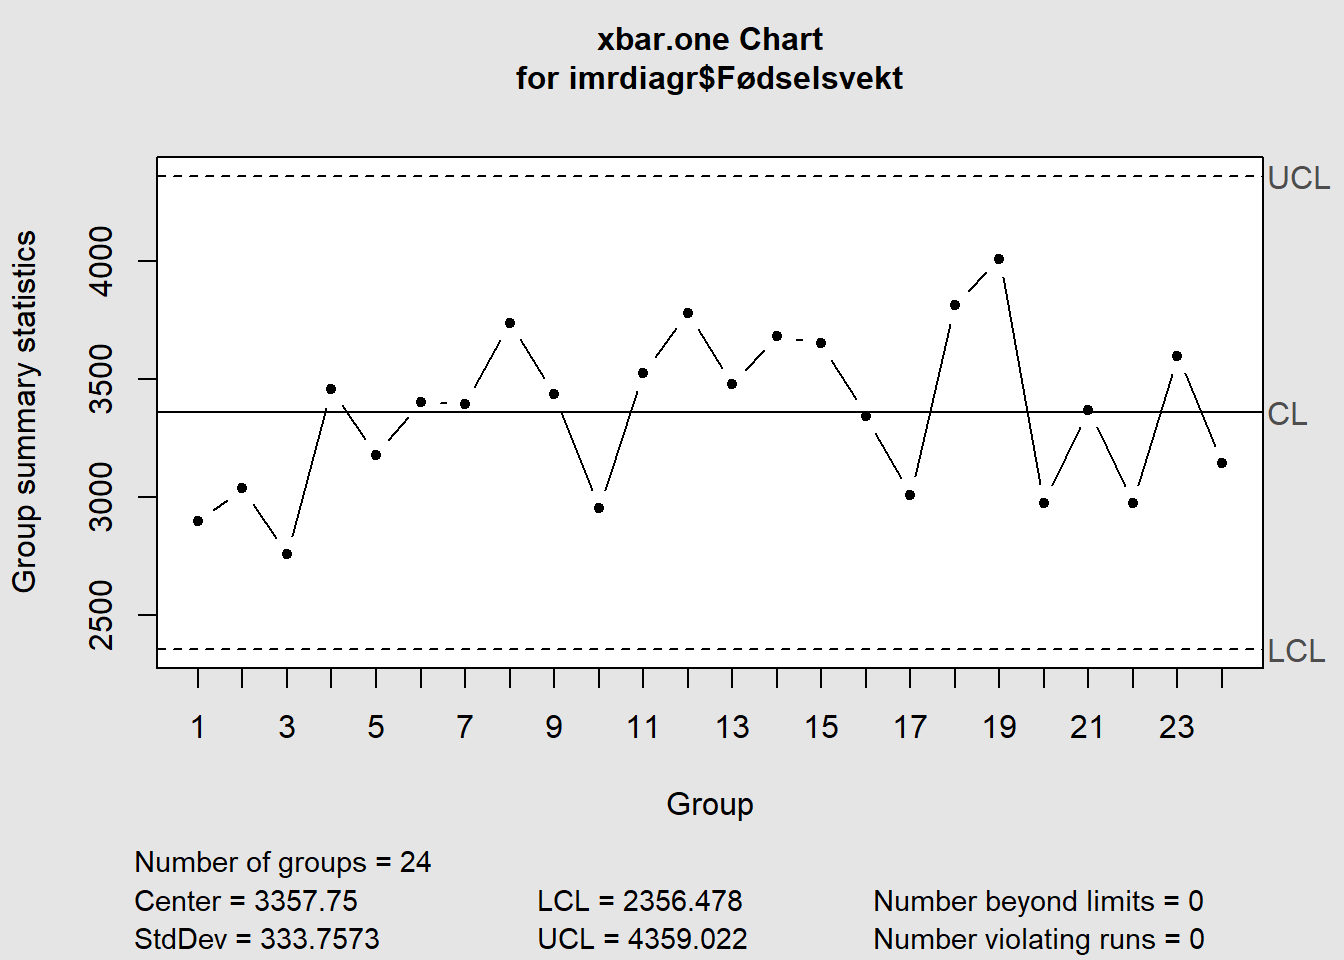 xbar.one Chart
for imrdiagr$Fødselsvekt
Group summary statistics
4000
3500
3000
2500
UCL
CL
LCL
1 3 5 7 9 11 13 15 17 19 21 23
Group
Number of groups = 24
Center = 3357.75 LCL = 2356.478 Number beyond limits = 0
StdDev = 333.7573 UCL = 4359.022 Number violating runs = 0